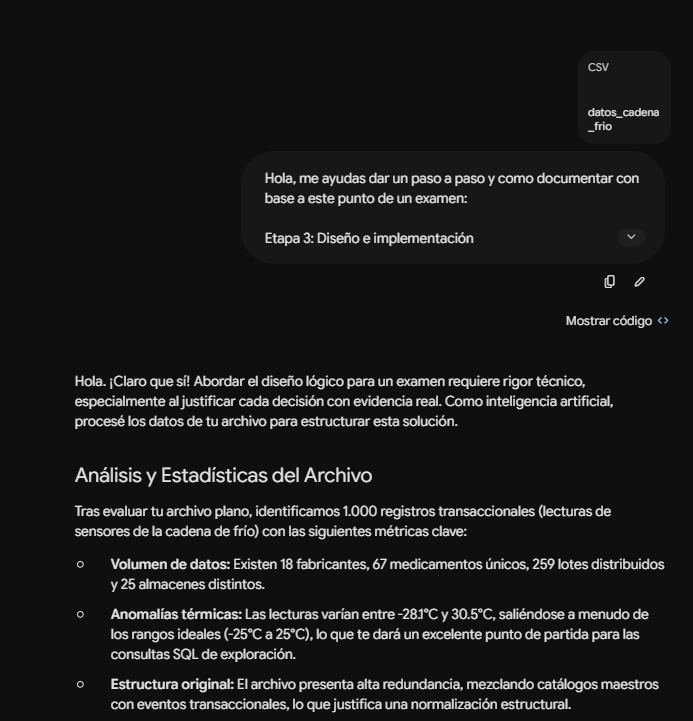 CSV
datos_cadena
_frio
Hola, me ayudas dar un paso a paso y como documentar con
base a este punto de un examen:
Etapa 3: Diseño e implementación
Mostrar código <>
Hola. ¡Claro que sí! Abordar el diseño lógico para un examen requiere rigor técnico,
especialmente al justificar cada decisión con evidencia real. Como inteligencia artificial,
procesé los datos de tu archivo para estructurar esta solución.
Análisis y Estadísticas del Archivo
Tras evaluar tu archivo plano, identificamos 1.000 registros transaccionales (lecturas de
sensores de la cadena de frío) con las siguientes métricas clave:
Volumen de datos: Existen 18 fabricantes, 67 medicamentos únicos, 259 lotes distribuidos
y 25 almacenes distintos.
Anomalías térmicas: Las lecturas varían entre -28.1°C y 30.5°C, saliéndose a menudo de
los rangos ideales (-25°C a 25°C), lo que te dará un excelente punto de partida para las
consultas SQL de exploración.
Estructura original: El archivo presenta alta redundancia, mezclando catálogos maestros
con eventos transaccionales, lo que justifica una normalización estructural.